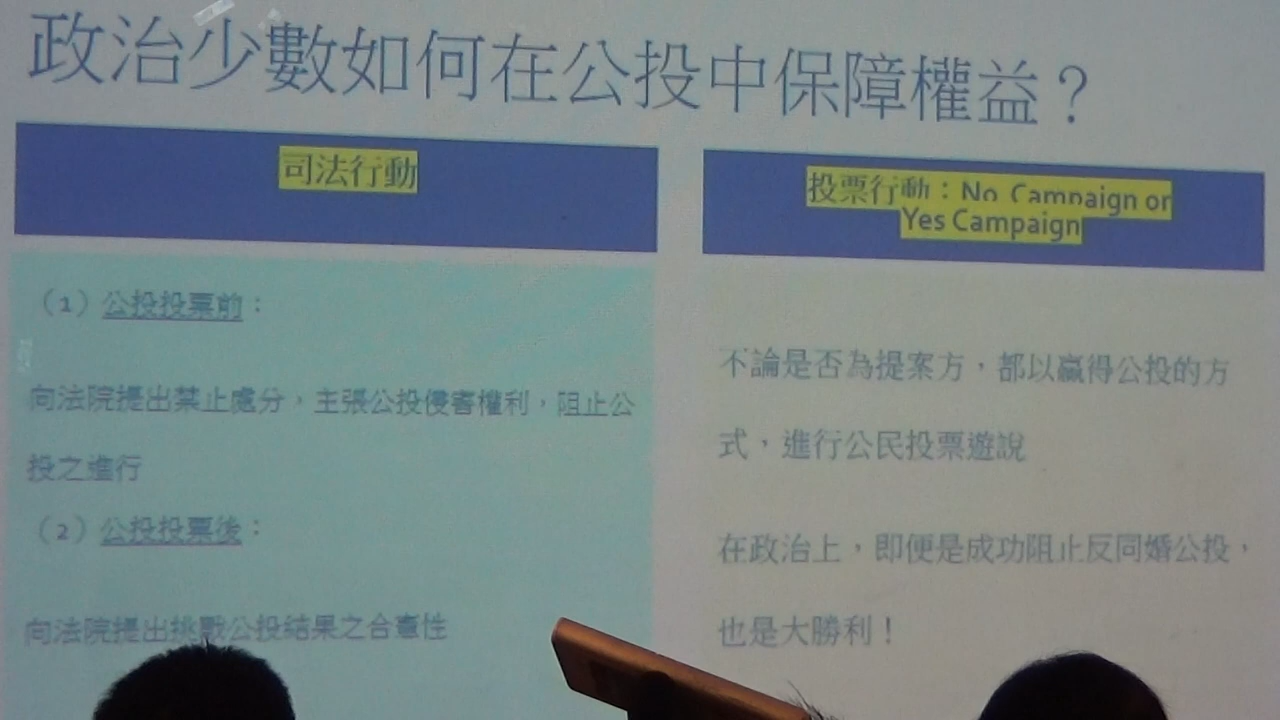 政治少數如何在公投中保障權益？
司法行動
（1）公投投票前：
向法院提出禁止處分，主張公投侵害權利，阻止公
投之進行
（2）公投投票後：
向法院提出挑戰公投結果之合憲性
投票行動：No Campaign or
Yes Campaign
不論是否為提案方，都以贏得公投的方
式，進行公民投票遊說
在政治上，即便是成功阻止反同婚公投，
也是大勝利！